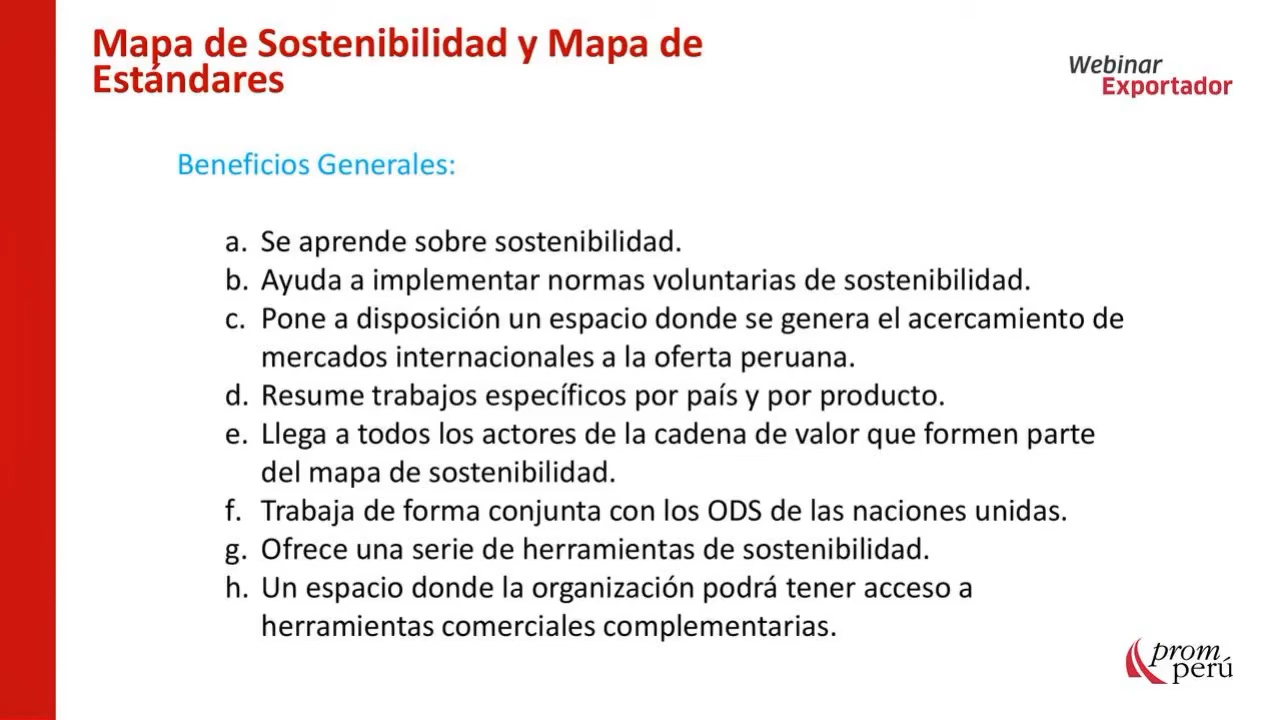 Mapa de Sostenibilidad y Mapa de
Estándares
Webinar
Exportador
Beneficios Generales:
a. Se aprende sobre sostenibilidad.
b. Ayuda a implementar normas voluntarias de sostenibilidad.
c. Pone a disposición un espacio donde se genera el acercamiento de
mercados internacionales a la oferta peruana.
d. Resume trabajos específicos por país y por producto.
e. Llega a todos los actores de la cadena de valor que formen parte
del mapa de sostenibilidad.
f. Trabaja de forma conjunta con los ODS de las naciones unidas.
g. Ofrece una serie de herramientas de sostenibilidad.
h. Un espacio donde la organización podrá tener acceso a
herramientas comerciales complementarias.
prom
perú